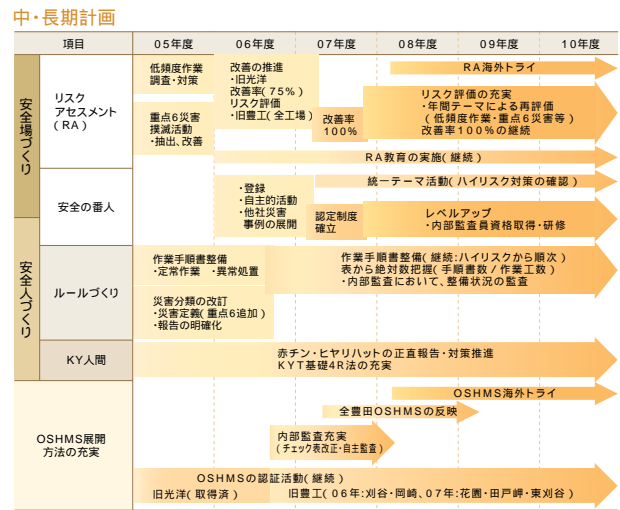 中・長期計画
項目
05年度
06年度
07年度
08年度
09年度
10年度
安全場づくり
安全人づくり
リスク
アセスメント
(RA)
低頻度作業
調査・対策
重点6災害
撲滅活動
・抽出、改善
改善の推進
・旧光洋
改善率(75%)
リスク評価
・旧豊工(全工場)
改善率
100%
RA海外トライ
リスク評価の充実
・年間テーマによる再評価
(低頻度作業・重点6災害等)
改善率100%の継続
RA教育の実施(継続)
安全の番人
統一テーマ活動(ハイリスク対策の確認)
・登録
・自主的活動
・他社災害
事例の展開
認定制度
確立
レベルアップ
・内部監査員資格取得・研修
ルールづくり
作業手順書整備
・定常作業 ・異常処置
災害分類の改訂
・災害定義(重点6追加)
・報告の明確化
作業手順書整備(継続:ハイリスクから順次)
表から絶対数把握(手順書数/作業工数)
・内部監査において、整備状況の監査
KY人間
赤チン・ヒヤリハットの正直報告・対策推進
KYT基礎4R法の充実
OSHMS展開
方法の充実
OSHMS海外トライ
全豊田OSHMSの反映
内部監査充実
(チェック表改正・自主監査)
OSHMSの認証活動(継続)
旧光洋(取得済)
旧豊工(06年:刈谷・岡崎、07年:花園・田戸岬・東刈谷)